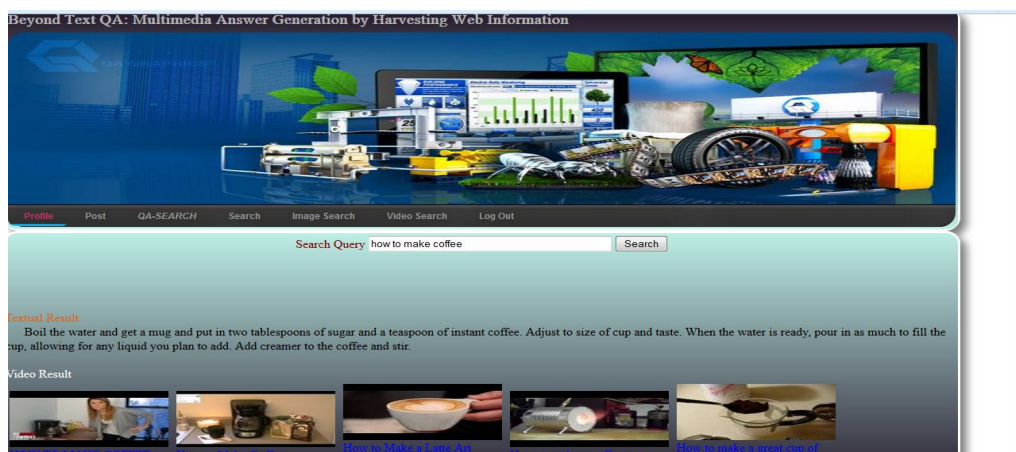 Beyond Text QA: Multimedia Answer Generation by Harvesting Web Information
QA GRAPHICS
25
450
Profile Post QA-SEARCH Search Image Search Video Search Log Out
Search Query how to make coffee Search
Textual Result
Boil the water and get a mug and put in two tablespoons of sugar and a teaspoon of instant coffee. Adjust to size of cup and taste. When the water is ready, pour in as much to fill the
cup, allowing for any liquid you plan to add. Add creamer to the coffee and stir.
Video Result
How to Make a Latte Art
How to make a great cup of